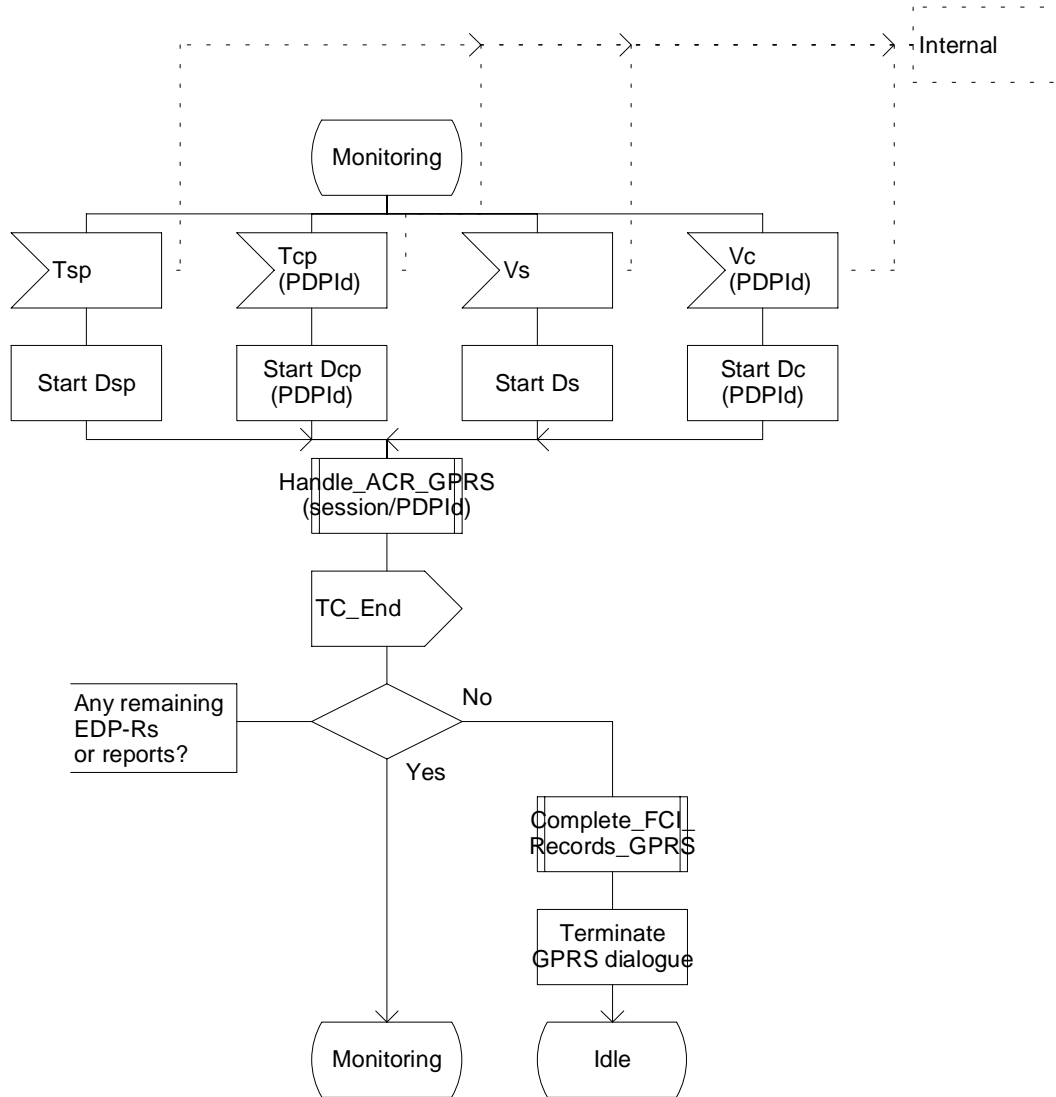 Internal
Monitoring
Tsp
Tcp
(PDPId)
Vs
Vc
(PDPId)
Start Dsp
Start Dcp
(PDPId)
Start Ds
Start Dc
(PDPId)
Handle_ACR_GPRS
(session/PDPId)
TC_End
Any remaining
EDP-Rs
or reports?
No
Yes
Complete_FCI_
Records_GPRS
Terminate
GPRS dialogue
Monitoring
Idle